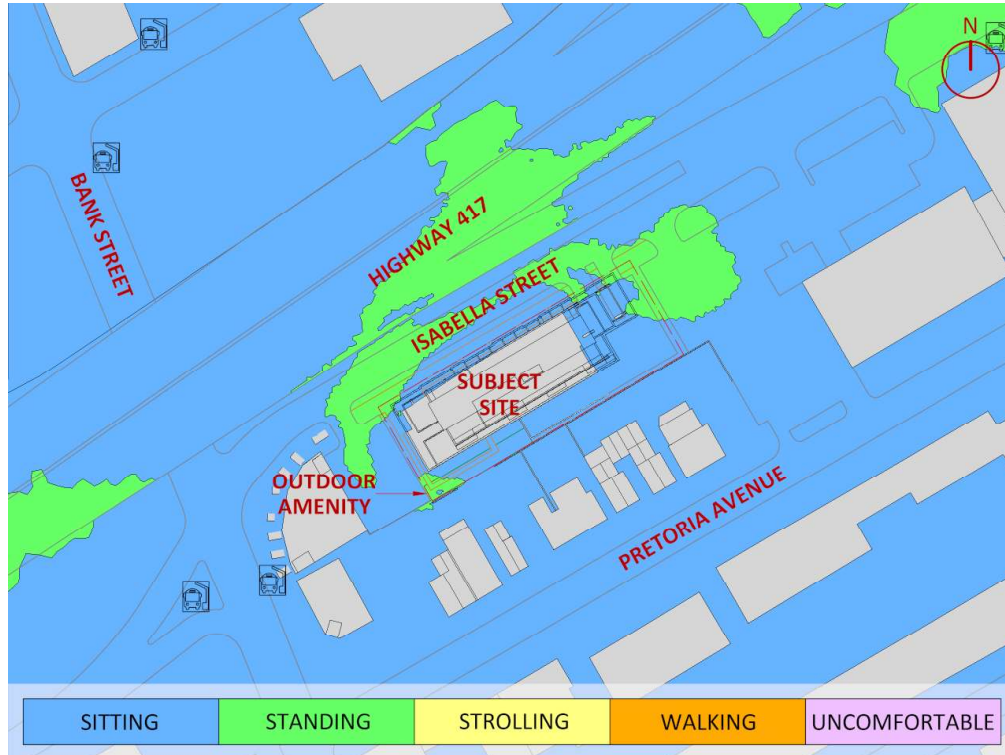 N
BANK STREET
HIGHWAY 417
ISABELLA STREET
SUBJECT
SITE
OUTDOOR
AMENITY
PRETORIA AVENUE
SITTING
STANDING
STROLLING
WALKING
UNCOMFORTABLE